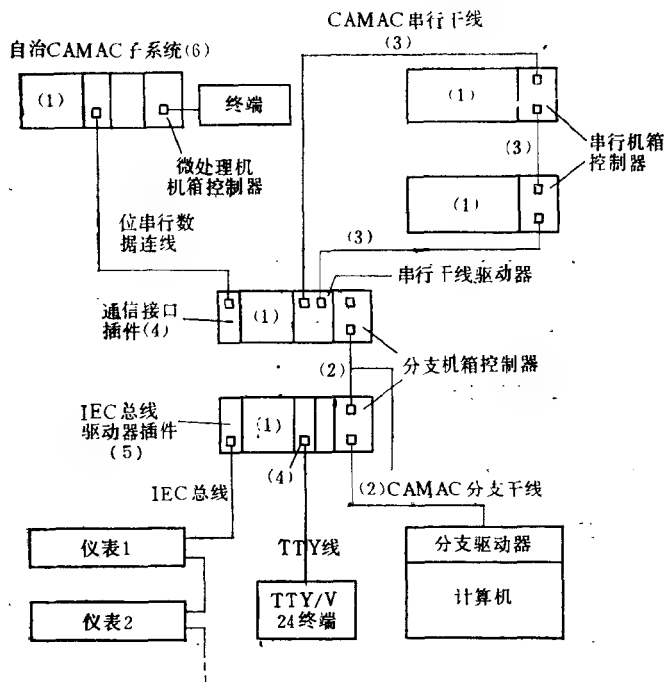 CAMAC串行干线
(3)
自治CAMAC子系统(6)
(1)
终端
微处理机
机箱控制器
(1)
串行机箱
控制器
(3)
(1)
位串行数
据连线
(3)
串行干线驱动器
通信接口
插件(4)
(1)
(2)
分支机箱控制器
IEC总线
驱动器插件
(5)
(1)
(4)
(2)CAMAC分支干线
IEC总线
仪表1
TTY线
分支驱动器
仪表2
TTY/V
24终端
计算机